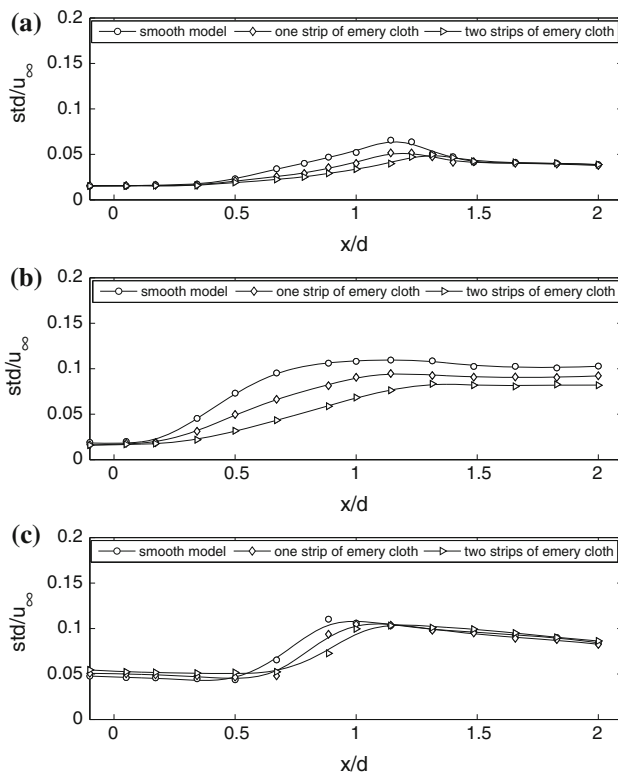 (a)
0.2
smooth model
one strip of emery cloth
two strips of emery cloth
0.15
std/u∞
0.1
0.05
0
0 0.5 1 1.5 2
x/d
(b)
0.2
smooth model
one strip of emery cloth
two strips of emery cloth
0.15
std/u∞
0.1
0.05
0
0 0.5 1 1.5 2
x/d
(c)
0.2
smooth model
one strip of emery cloth
two strips of emery cloth
0.15
std/u∞
0.1
0.05
0
0 0.5 1 1.5 2
x/d